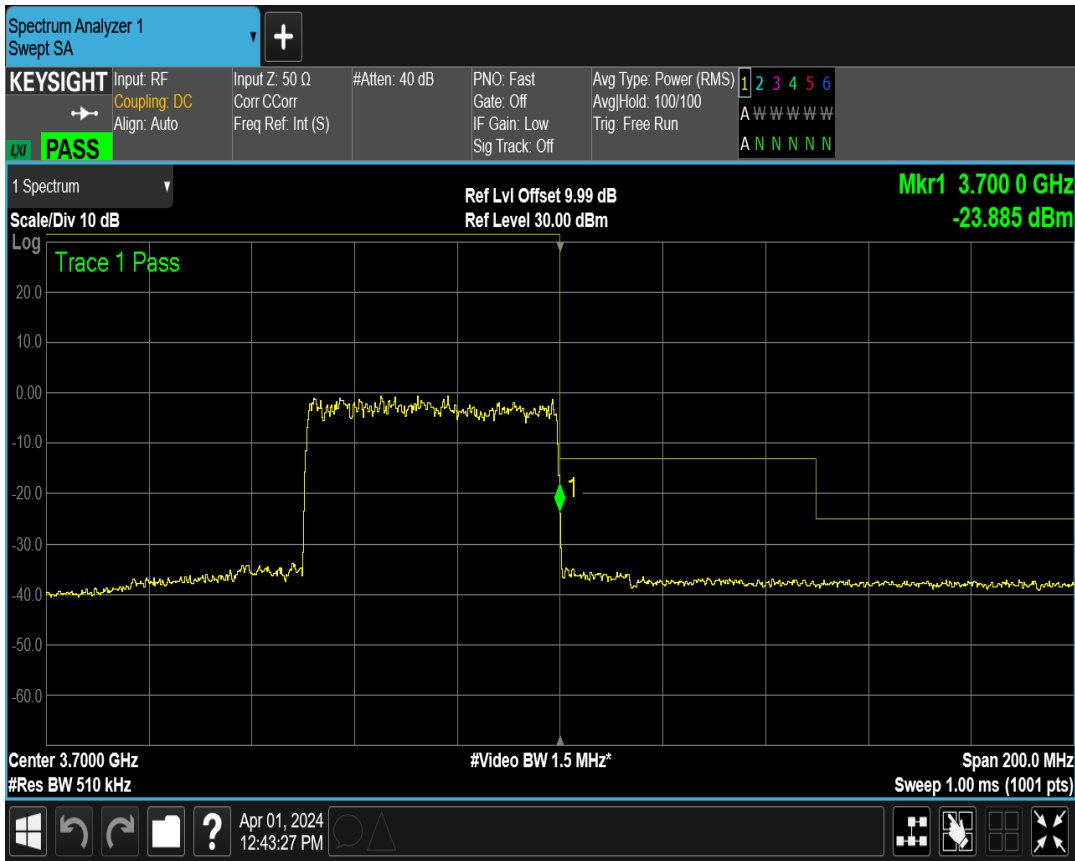 Spectrum Analyzer 1
Swept SA
+
KEYSIGHT
LXI PASS
Input: RF
Coupling: DC
Align: Auto
Input Z: 50 Ω
Corr CCorr
Freq Ref: Int (S)
#Atten: 40 dB
PNO: Fast
Gate: Off
IF Gain: Low
Sig Track: Off
Avg Type: Power (RMS)
Avg|Hold: 100/100
Trig: Free Run
1 2 3 4 5 6
A W W W W W
A N N N N N
1 Spectrum
Scale/Div 10 dB
Ref Lvl Offset 9.99 dB
Ref Level 30.00 dBm
Mkr1 3.700 0 GHz
-23.885 dBm
Log
Trace 1 Pass
20.0
10.0
0.00
-10.0
-20.0
1
-30.0
-40.0
-50.0
-60.0
Center 3.7000 GHz
#Video BW 1.5 MHz*
Span 200.0 MHz
#Res BW 510 kHz
Sweep 1.00 ms (1001 pts)
?
Apr 01, 2024
12:43:27 PM